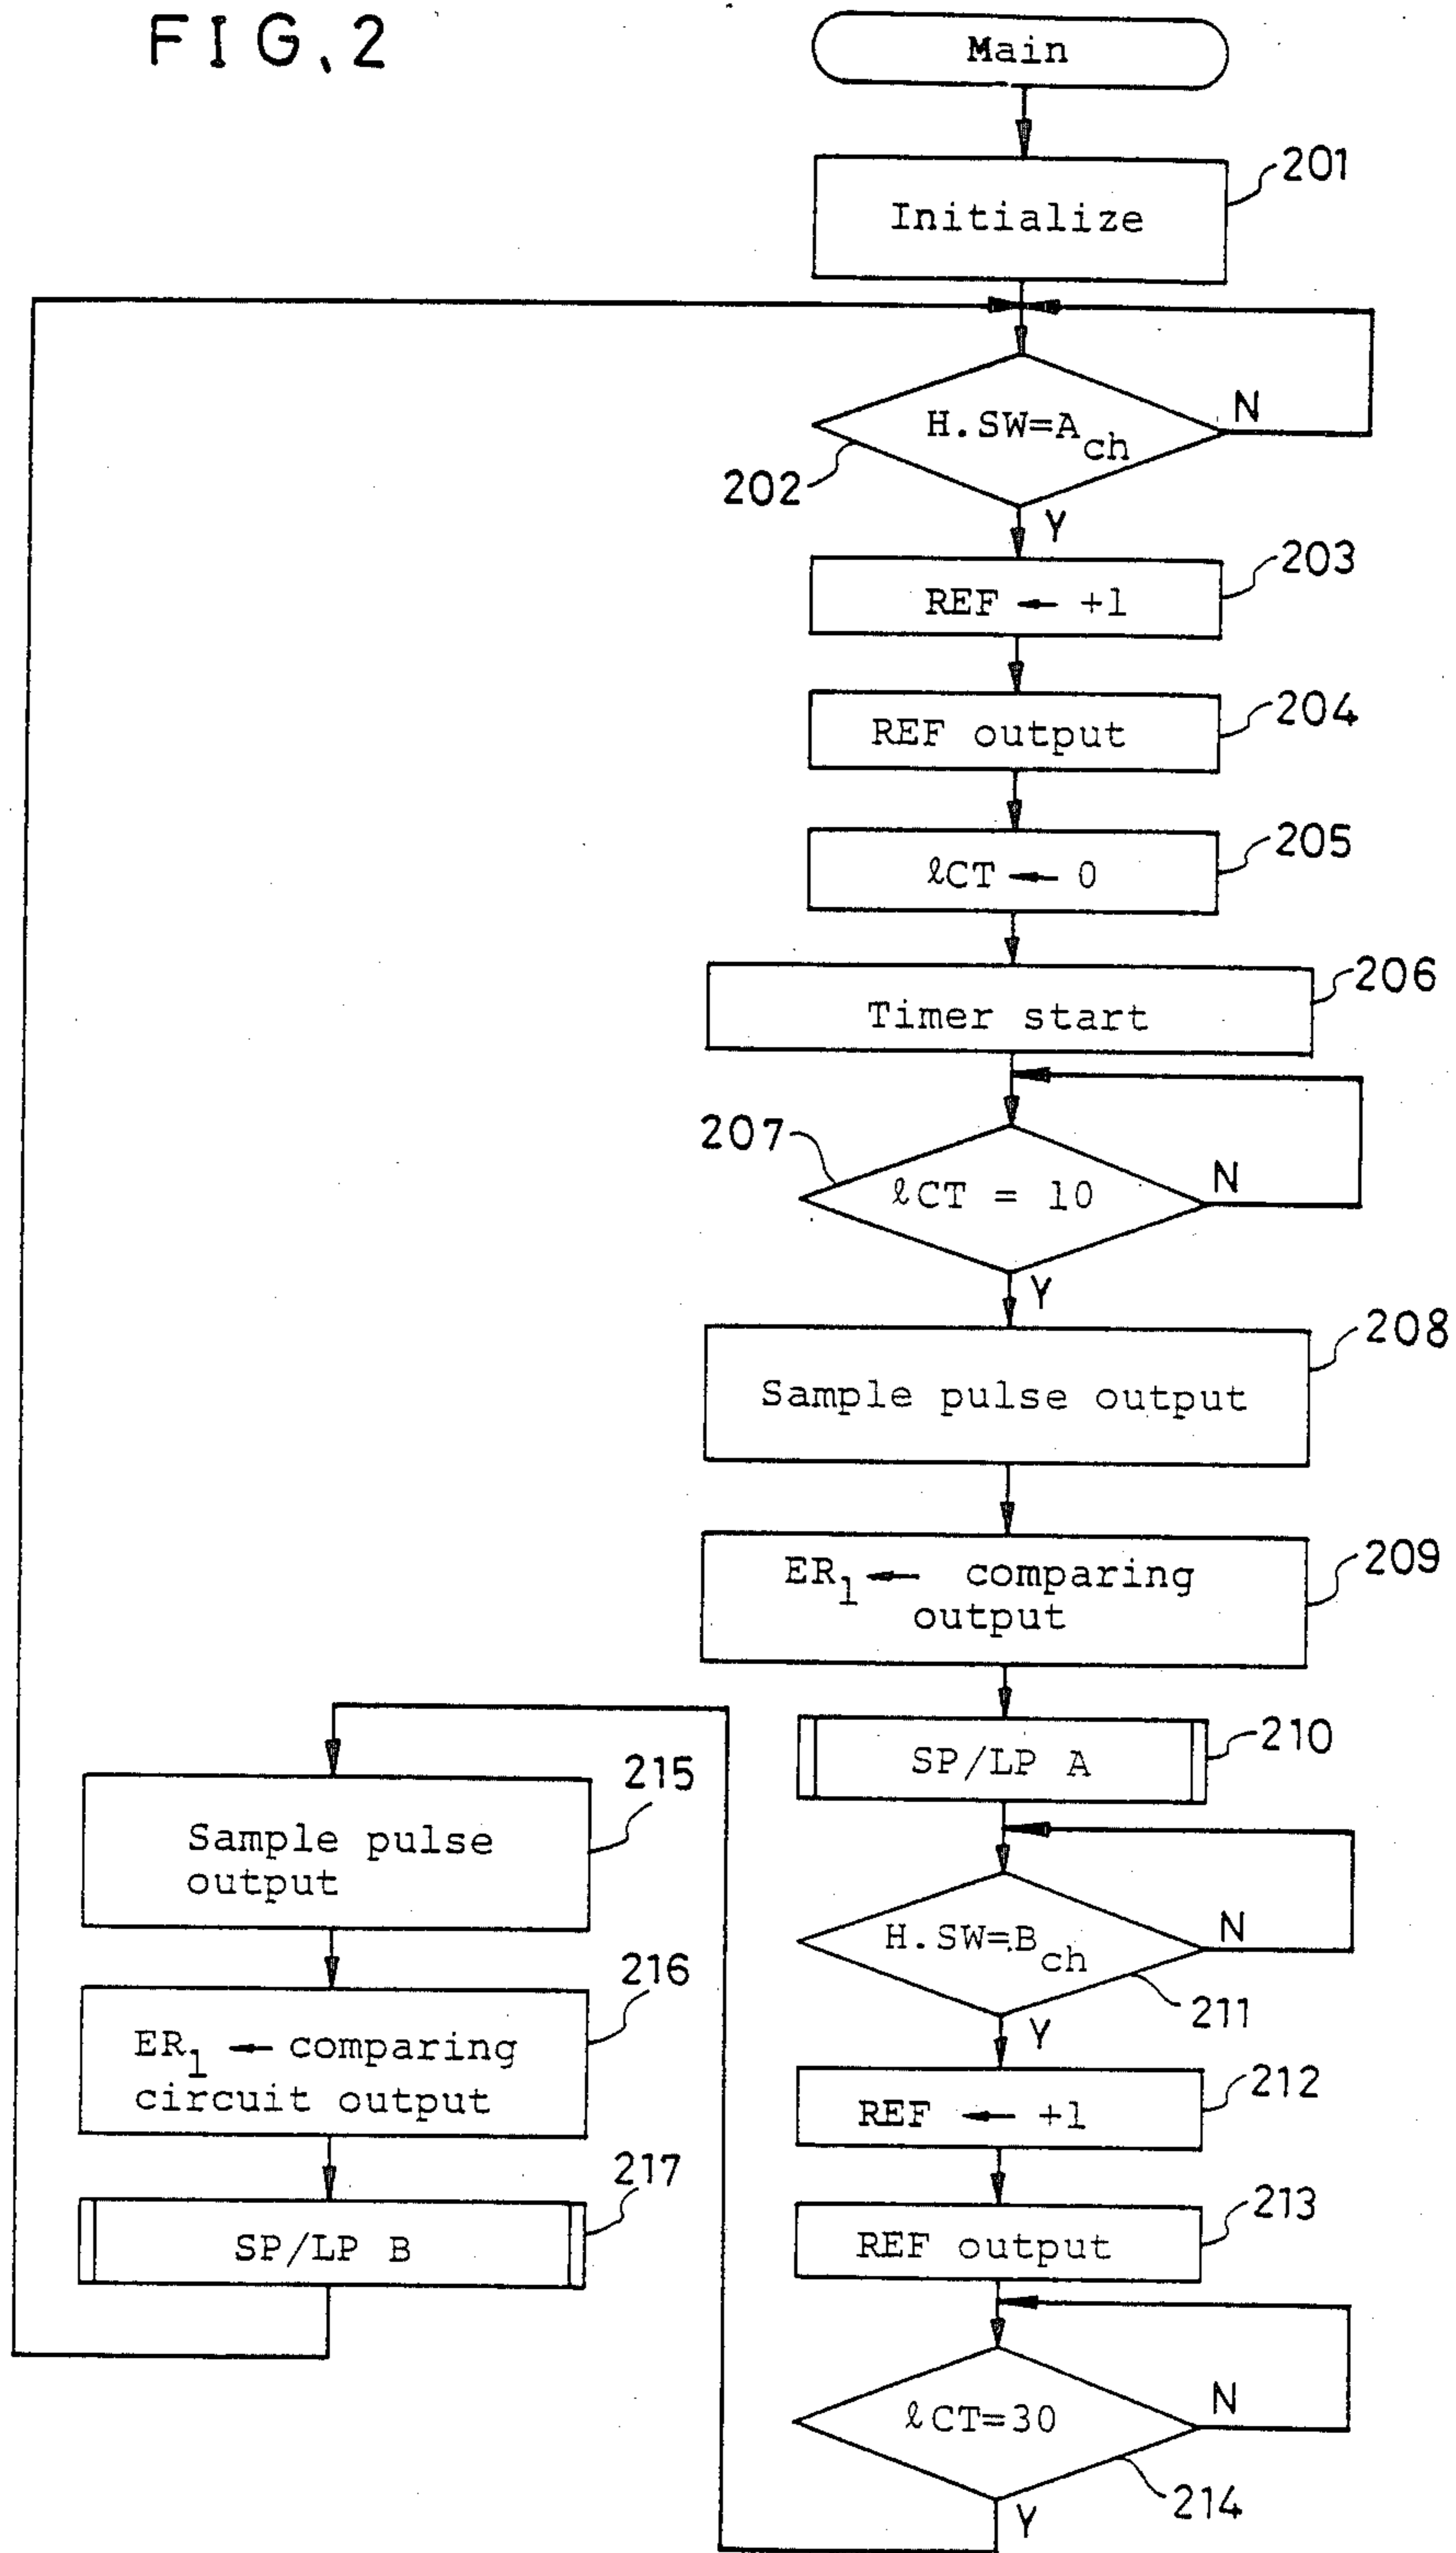 FIG.2
Main
201
Initialize
H.SW=Ach
N
202
Y
203
REF ← +1
204
REF output
205
ℓCT ← 0
206
Timer start
207
ℓCT = 10
N
Y
208
Sample pulse output
209
ER1 ← comparing
output
210
SP/LP A
H.SW=Bch
N
211
Y
212
REF ← +1
213
REF output
ℓCT=30
N
214
Y
215
Sample pulse
output
216
ER1 ← comparing
circuit output
217
SP/LP B